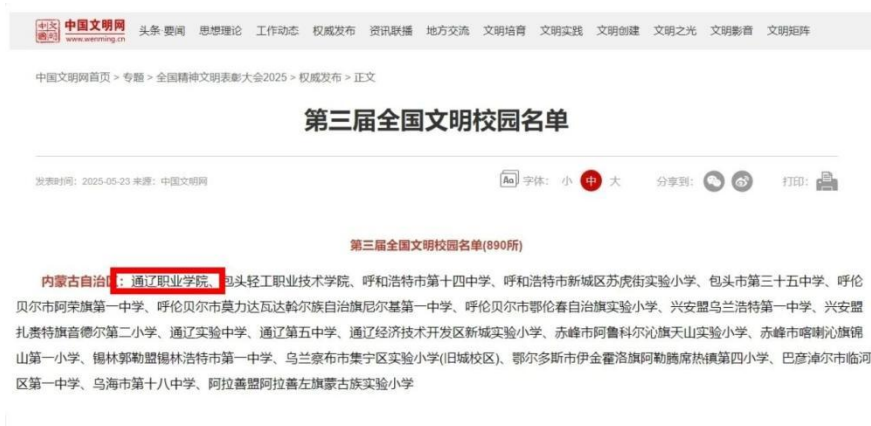 中国文明网
www.wenming.cn
头条 要闻 思想理论 工作动态 权威发布 资讯联播 地方交流 文明培育 文明实践 文明创建 文明之光 文明影音 文明矩阵
中国文明网首页 > 专题 > 全国精神文明表彰大会2025 > 权威发布 > 正文
第三届全国文明校园名单
发表时间：2025-05-23 来源：中国文明网
字体： 小 中 大 分享到： 打印：
第三届全国文明校园名单(890所)
内蒙古自治区：通辽职业学院、包头轻工职业技术学院、呼和浩特市第十四中学、呼和浩特市新城区苏虎街实验小学、包头市第三十五中学、呼伦
贝尔市阿荣旗第一中学、呼伦贝尔市莫力达瓦达斡尔族自治旗尼尔基第一中学、呼伦贝尔市鄂伦春自治旗实验小学、兴安盟乌兰浩特第一中学、兴安盟
扎赉特旗音德尔第二小学、通辽实验中学、通辽第五中学、通辽经济技术开发区新城实验小学、赤峰市阿鲁科尔沁旗天山实验小学、赤峰市喀喇沁旗锦
山第一小学、锡林郭勒盟锡林浩特市第一中学、乌兰察布市集宁区实验小学(旧城校区)、鄂尔多斯市伊金霍洛旗阿勒腾席热镇第四小学、巴彦淖尔市临河
区第一中学、乌海市第十八中学、阿拉善盟阿拉善左旗蒙古族实验小学